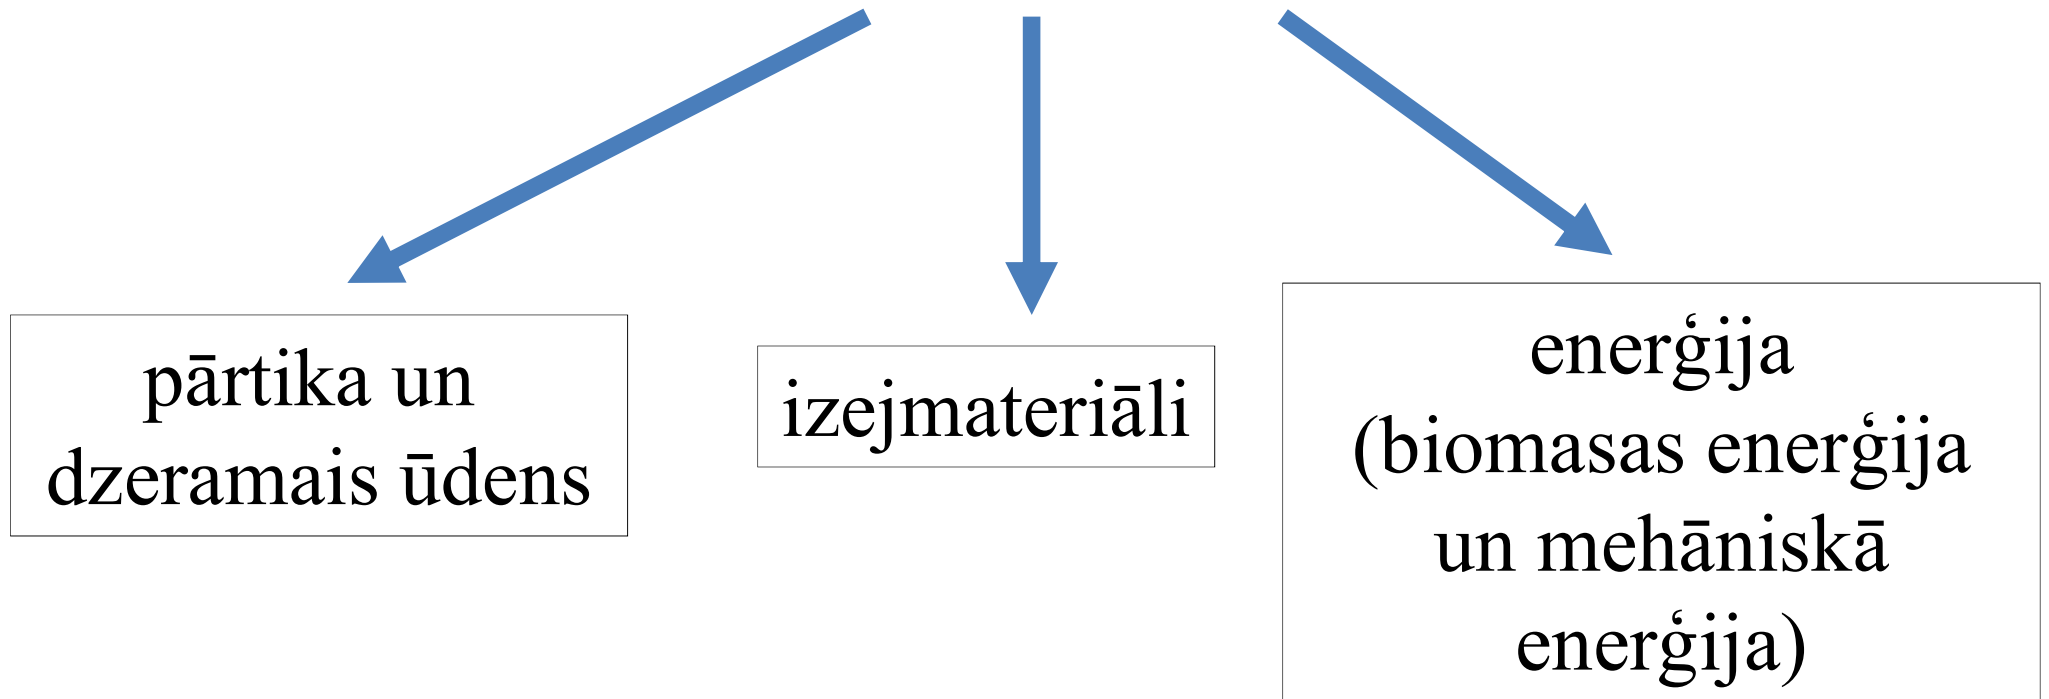 pārtika un
dzeramais ūdens
izejmateriāli
enerģija
(biomasas enerģija
un mehāniskā
enerģija)